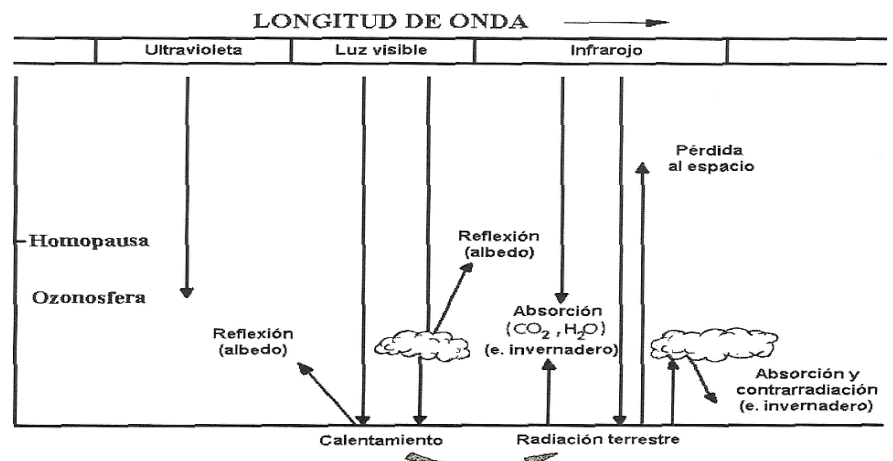 LONGITUD DE ONDA
Ultravioleta
Luz visible
Infrarojo
Pérdida
al espacio
Homopausa
Reflexión
(albedo)
Ozonosfera
Absorción
(CO₂, H₂O)
(e. invernadero)
Reflexión
(albedo)
Absorción y
contrarradiación
(e. invernadero)
Calentamiento
Radiación terrestre